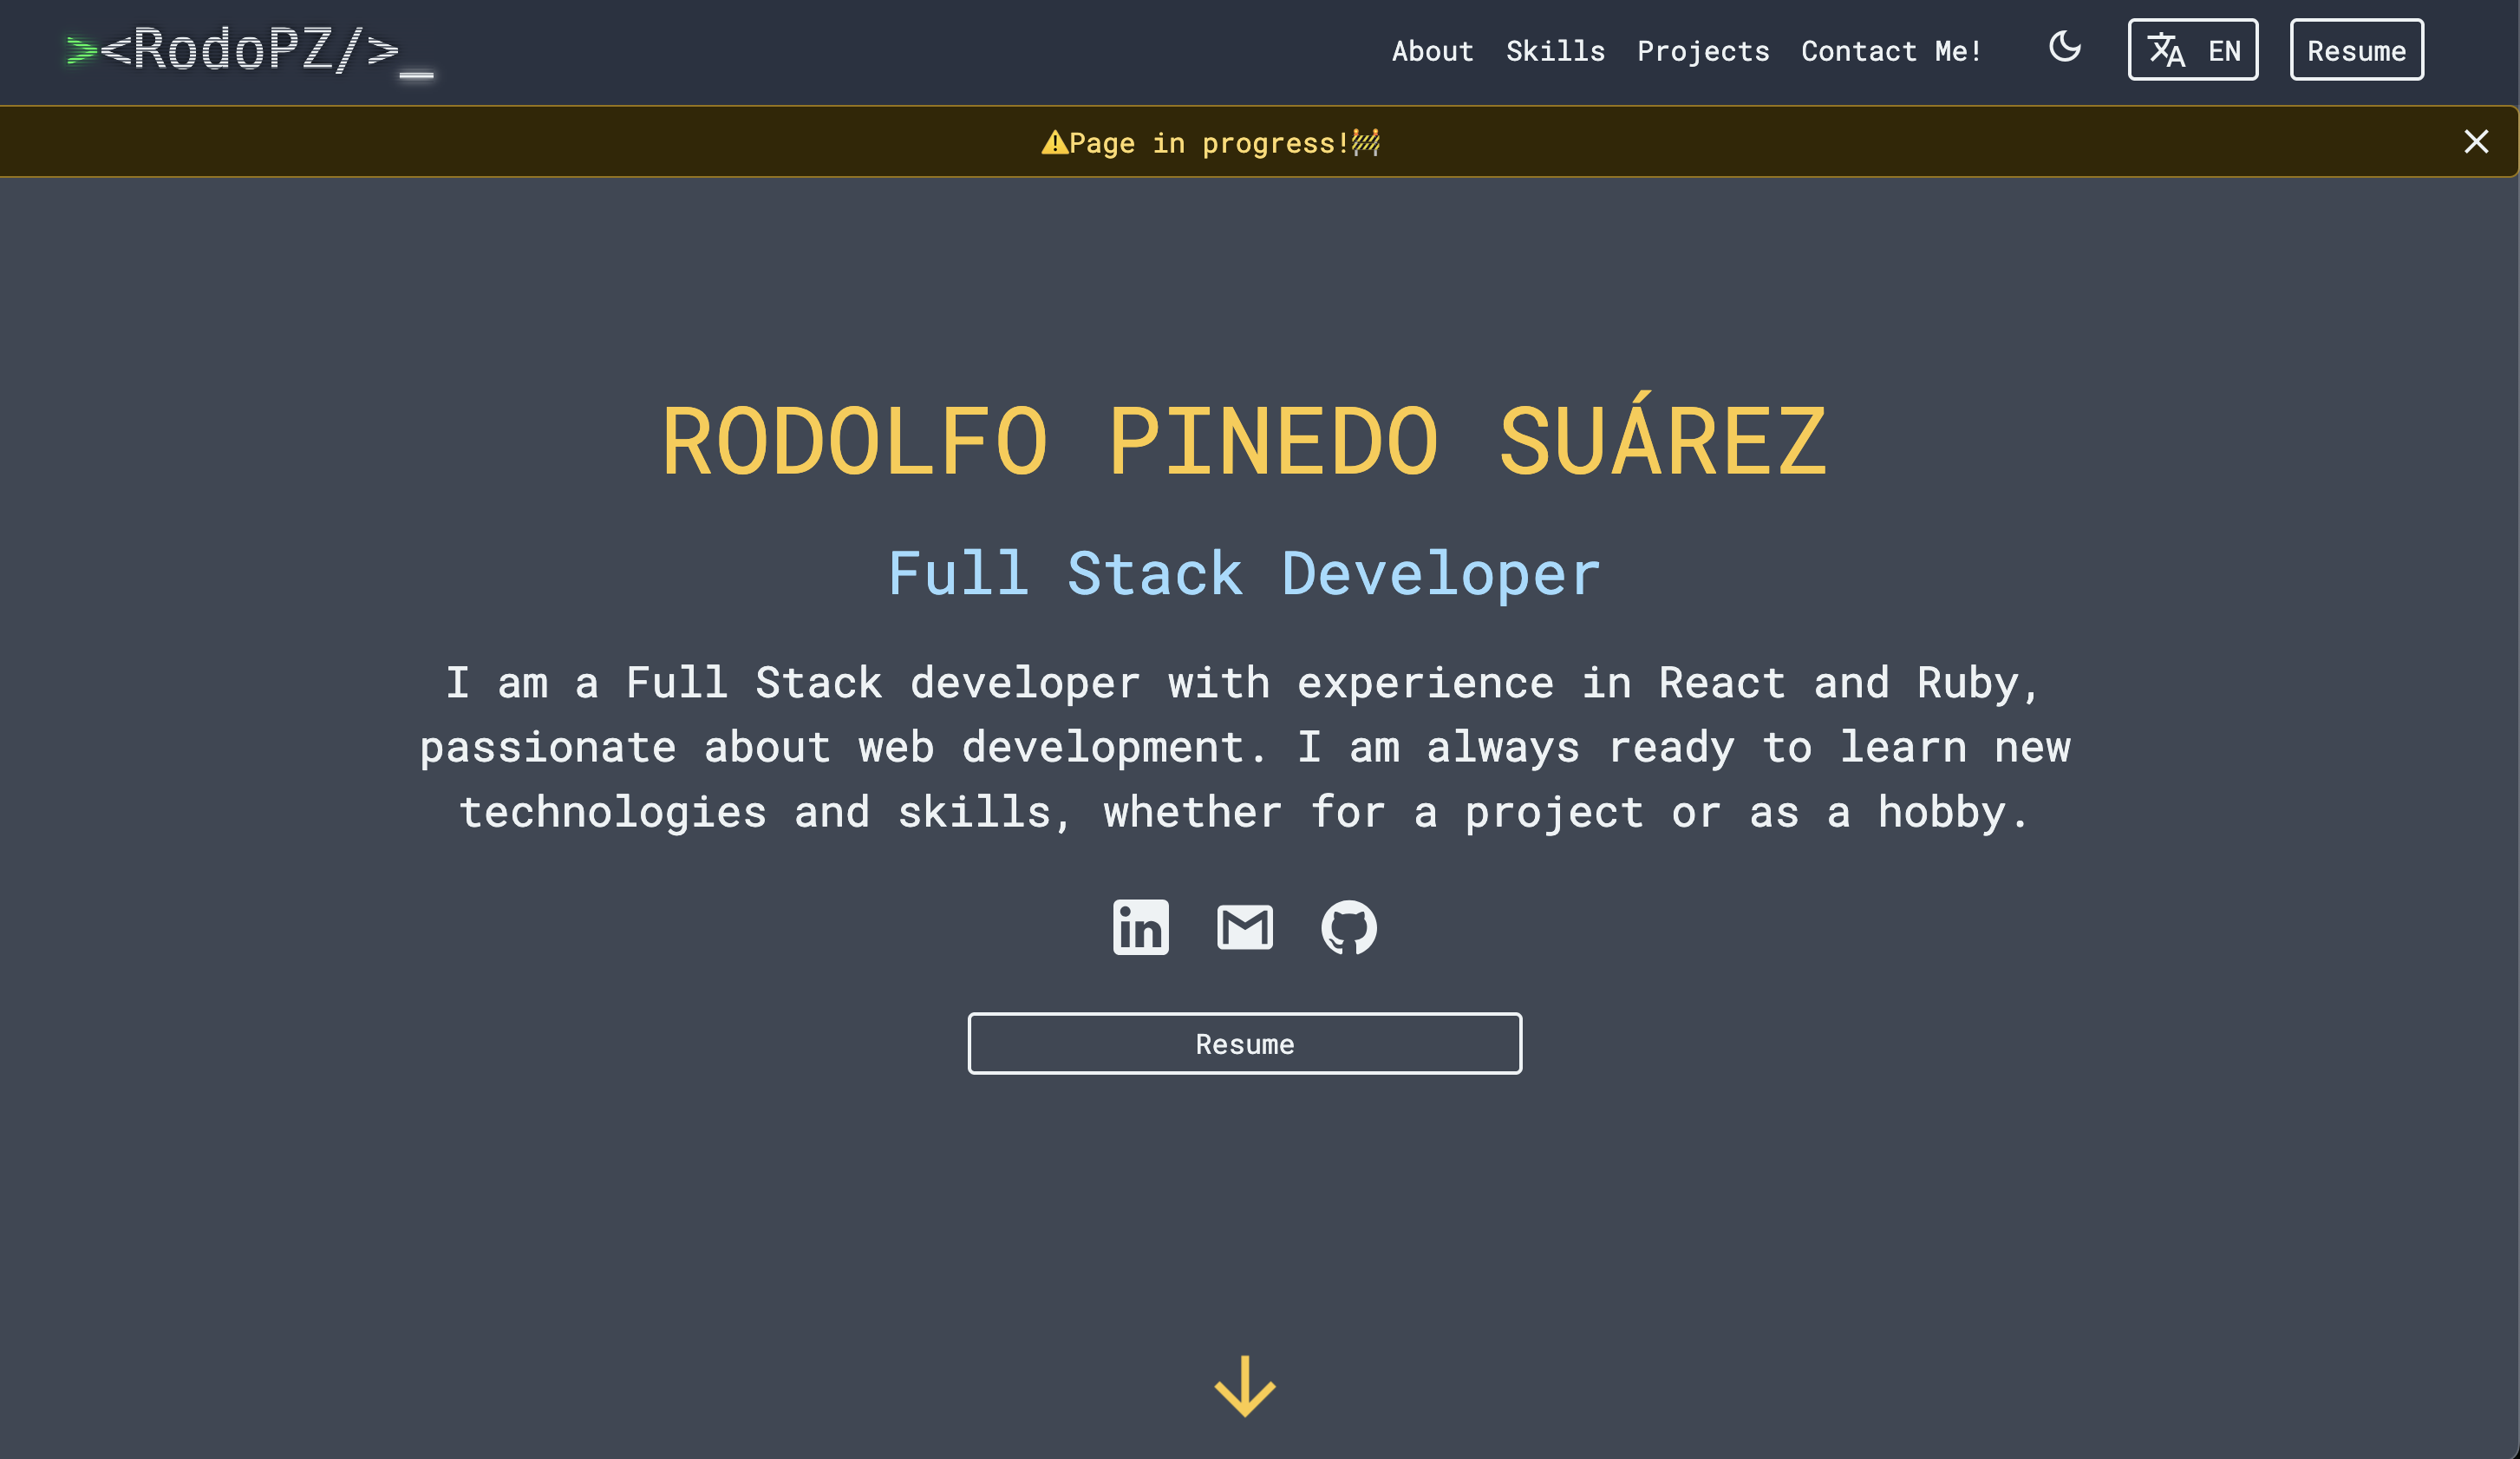 ><RodoPZ/>_
About Skills Projects Contact Me! EN Resume
⚠️Page in progress!🚧
RODOLFO PINEDO SUÁREZ
Full Stack Developer
I am a Full Stack developer with experience in React and Ruby,
passionate about web development. I am always ready to learn new
technologies and skills, whether for a project or as a hobby.
Resume